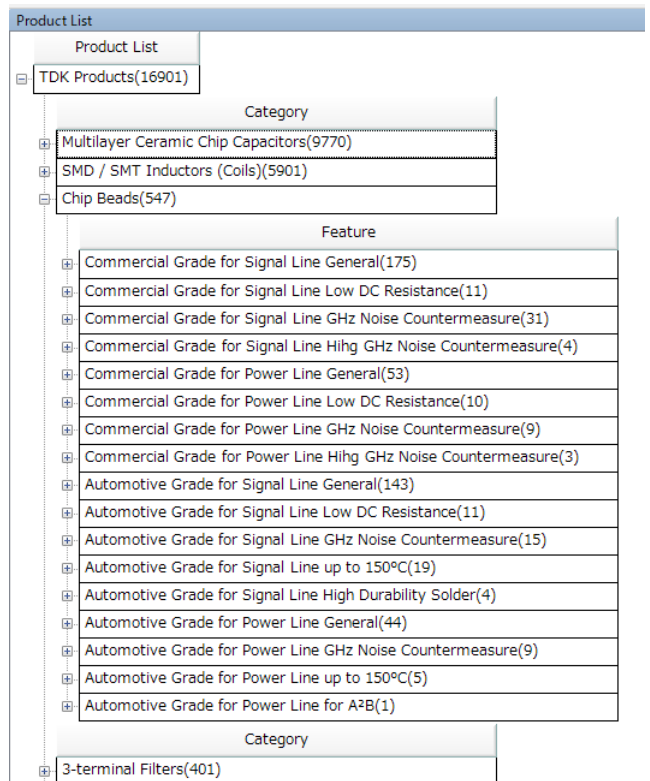 Product List
Product List
TDK Products(16901)
Category
Multilayer Ceramic Chip Capacitors(9770)
SMD / SMT Inductors (Coils)(5901)
Chip Beads(547)
Feature
Commercial Grade for Signal Line General(175)
Commercial Grade for Signal Line Low DC Resistance(11)
Commercial Grade for Signal Line GHz Noise Countermeasure(31)
Commercial Grade for Signal Line Hihg GHz Noise Countermeasure(4)
Commercial Grade for Power Line General(53)
Commercial Grade for Power Line Low DC Resistance(10)
Commercial Grade for Power Line GHz Noise Countermeasure(9)
Commercial Grade for Power Line Hihg GHz Noise Countermeasure(3)
Automotive Grade for Signal Line General(143)
Automotive Grade for Signal Line Low DC Resistance(11)
Automotive Grade for Signal Line GHz Noise Countermeasure(15)
Automotive Grade for Signal Line up to 150ºC(19)
Automotive Grade for Signal Line High Durability Solder(4)
Automotive Grade for Power Line General(44)
Automotive Grade for Power Line GHz Noise Countermeasure(9)
Automotive Grade for Power Line up to 150ºC(5)
Automotive Grade for Power Line for A²B(1)
Category
3-terminal Filters(401)